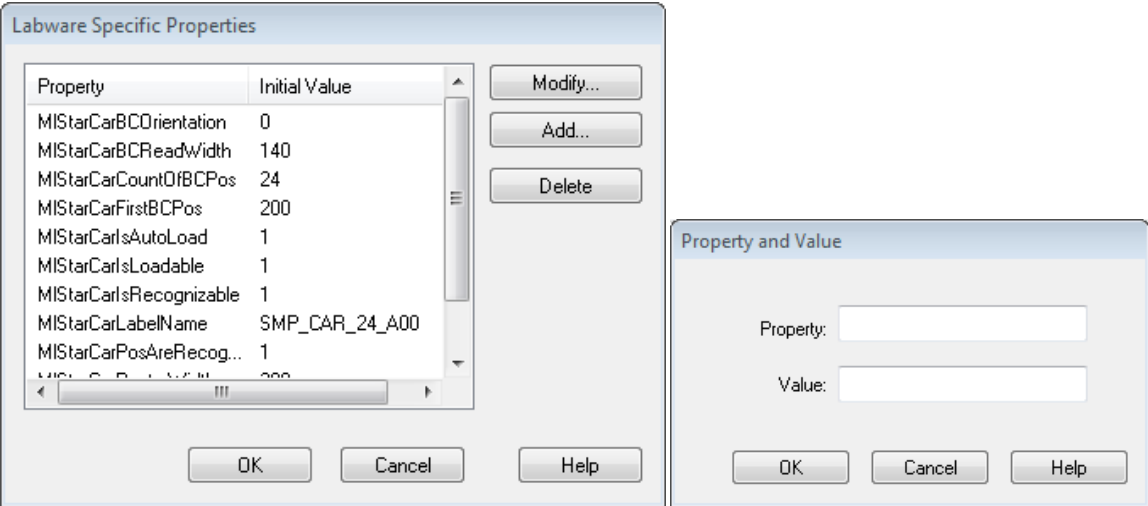 Labware Specific Properties
Property Initial Value
MlStarCarBCOrientation 0
MlStarCarBCReadWidth 140
MlStarCarCountOfBCPos 24
MlStarCarFirstBCPos 200
MlStarCarIsAutoLoad 1
MlStarCarIsLoadable 1
MlStarCarIsRecognizable 1
MlStarCarLabelName SMP_CAR_24_A00
MlStarCarPosAreRecog... 1
Modify...
Add...
Delete
OK Cancel Help
Property and Value
Property:
Value:
OK Cancel Help